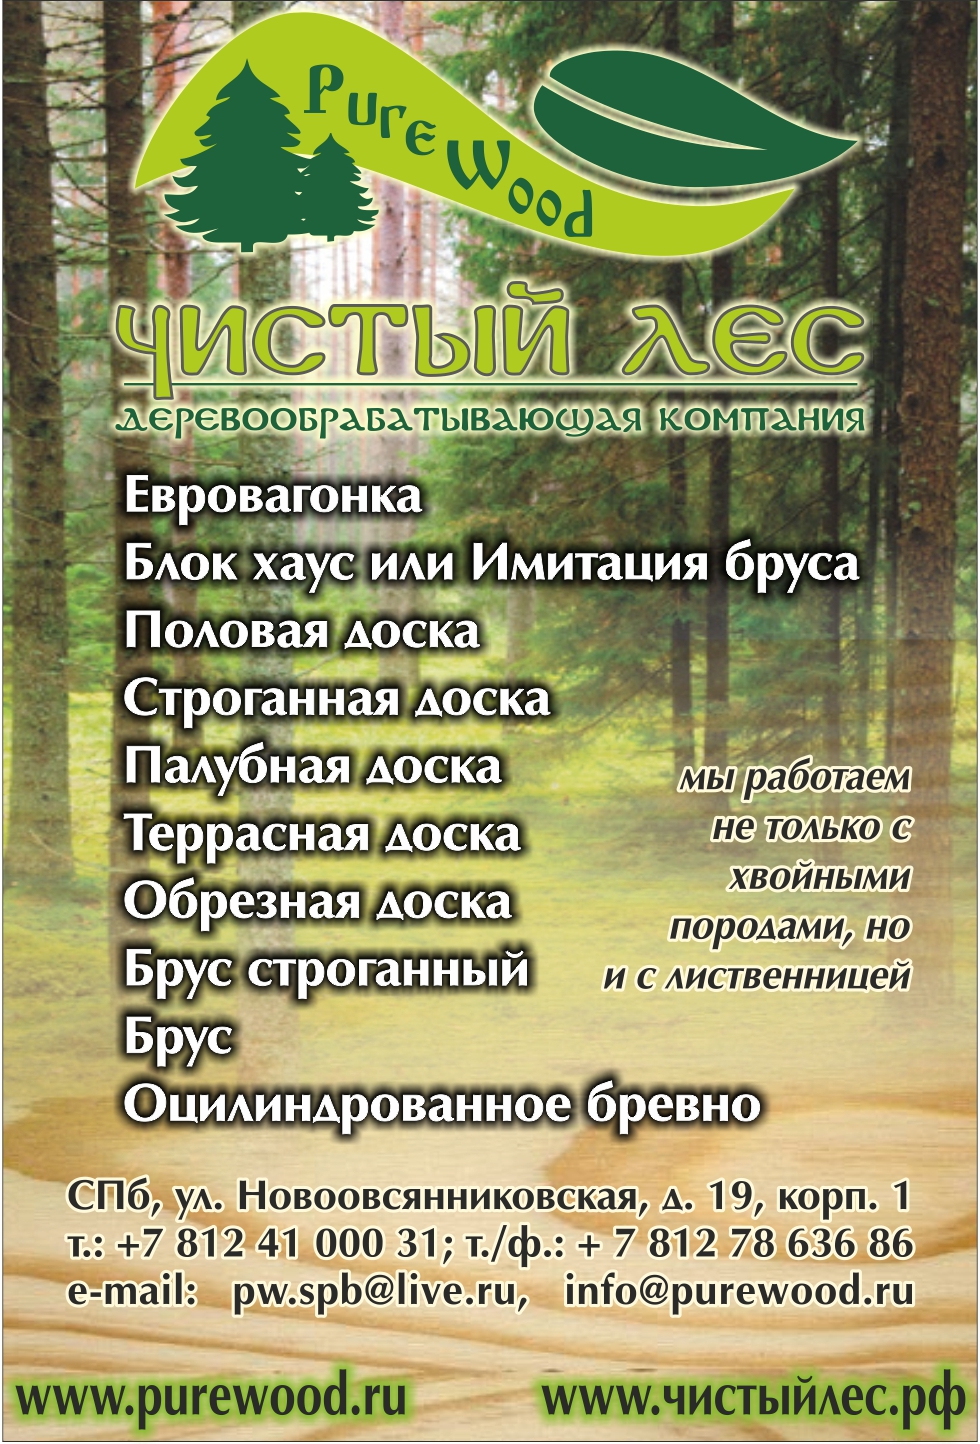 PureWood
ЧИСТЫЙ ЛЕС
ДЕРЕВООБРАБАТЫВАЮЩАЯ КОМПАНИЯ
Евровагонка
Блок хаус или Имитация бруса
Половая доска
Строганная доска
Палубная доска
Террасная доска
Обрезная доска
Брус строганный
Брус
Оцилиндрованное бревно
мы работаем
не только с
хвойными
породами, но
и с лиственницей
СПб, ул. Новоовсянниковская, д. 19, корп. 1
т.: +7 812 41 000 31; т./ф.: + 7 812 78 636 86
e-mail: pw.spb@live.ru, info@purewood.ru
www.purewood.ru www.чистыйлес.рф